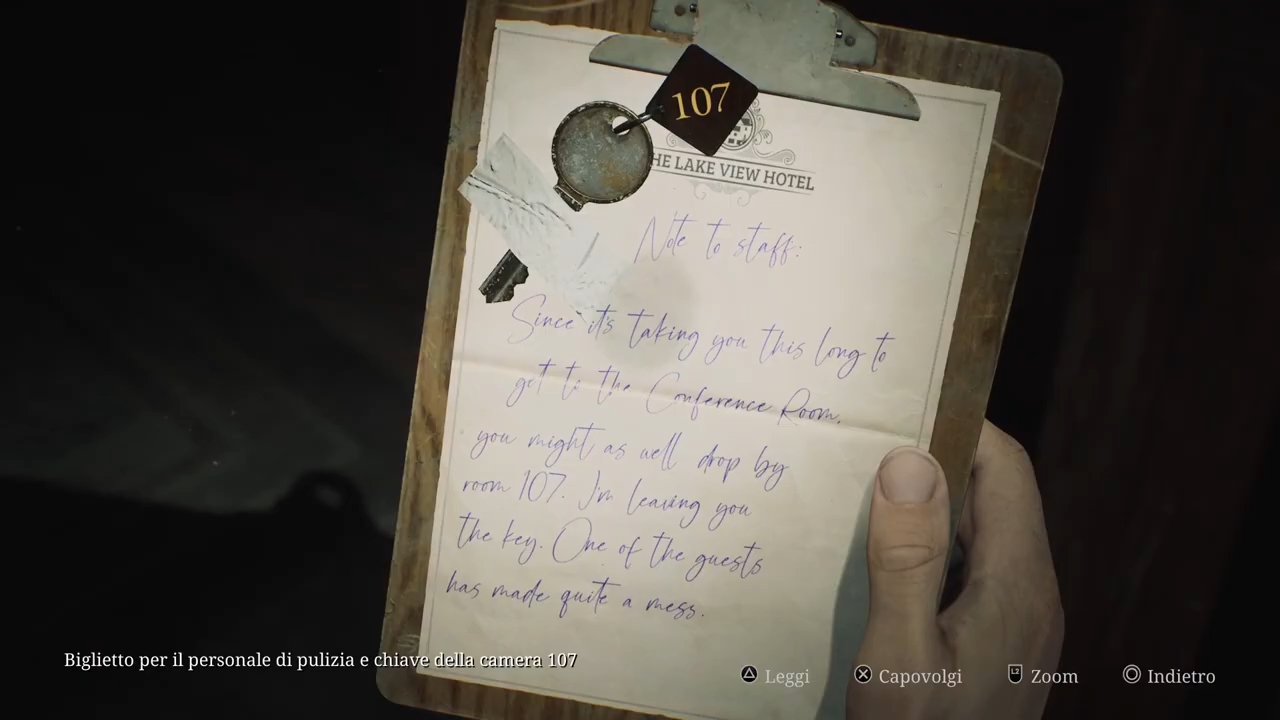 107
THE LAKE VIEW HOTEL
Note to staff:
Since it's taking you this long to
get to the Conference Room,
you might as well drop by
room 107. I'm leaving you
the key. One of the guests
has made quite a mess.
Biglietto per il personale di pulizia e chiave della camera 107
Leggi
Capovolgi
L2
Zoom
Indietro